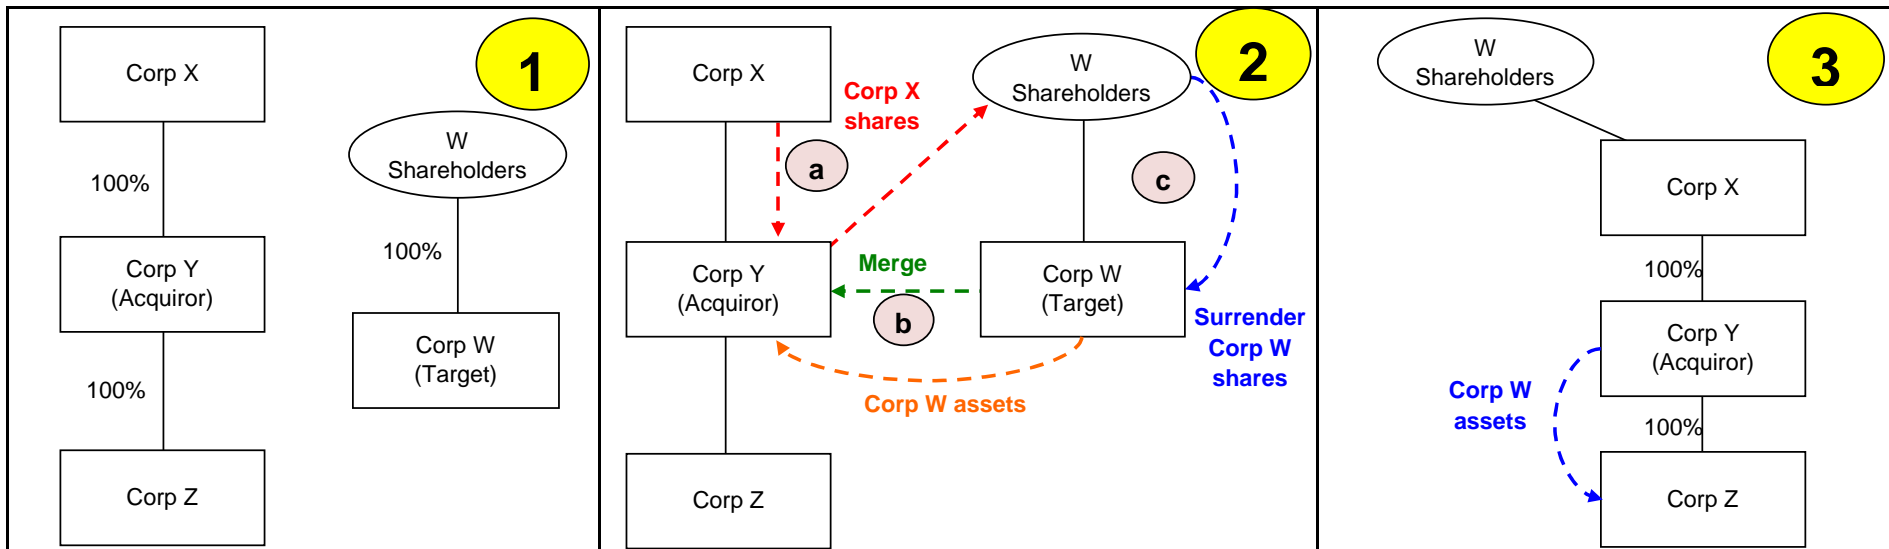 1
Corp X
100%
W
Shareholders
100%
Corp Y
(Acquiror)
100%
Corp W
(Target)
Corp Z
2
Corp X
Corp X
shares
W
Shareholders
a
c
Corp Y
(Acquiror)
Merge
b
Corp W
(Target)
Surrender
Corp W
shares
Corp W assets
Corp Z
3
W
Shareholders
Corp X
100%
Corp Y
(Acquiror)
Corp W
assets
100%
Corp Z